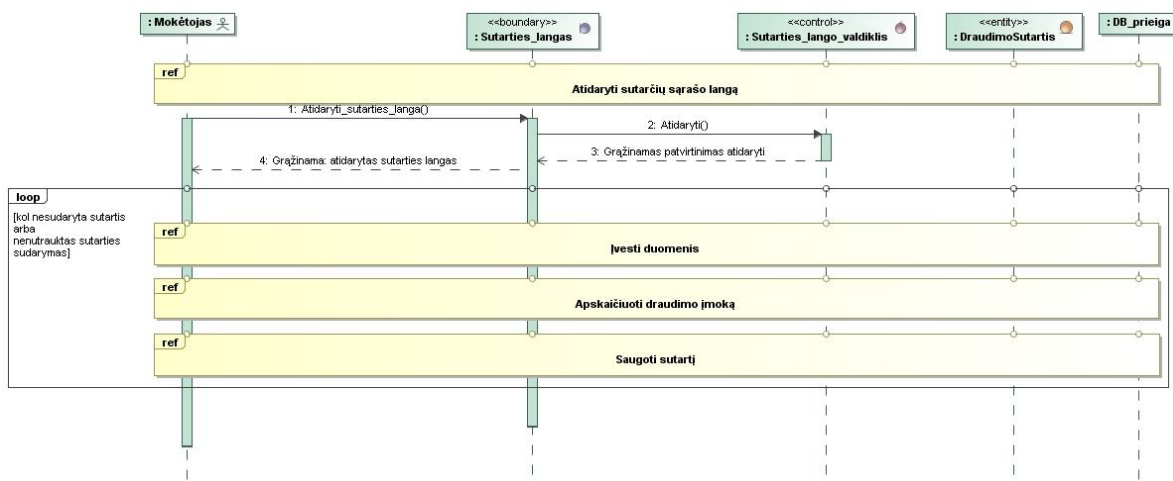 : Mokėtojas
<<boundary>>
: Sutarties_langas
<<control>>
: Sutarties_lango_valdiklis
<<entity>>
: DraudimoSutartis
: DB_prieiga
ref
Atidaryti sutarčių sąrašo langą
1: Atidaryti_sutarties_langa()
2: Atidaryti()
3: Grąžinamas patvirtinimas atidaryti
4: Grąžinama: atidarytas sutarties langas
loop
[kol nesudaryta sutartis
arba
nenutrauktas sutarties
sudarymas]
ref
Įvesti duomenis
ref
Apskaičiuoti draudimo įmoką
ref
Saugoti sutartį